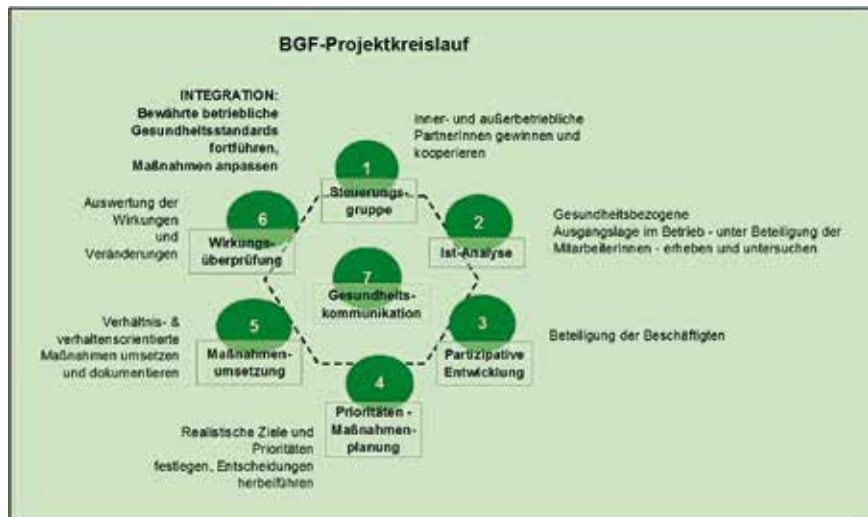 BGF-Projektkreislauf
INTEGRATION:
Bewährte betriebliche
Gesundheitsstandards
fortführen,
Maßnahmen anpassen
Inner- und außerbetriebliche
PartnerInnen gewinnen und
kooperieren
1
Steuerungs-
gruppe
2
Ist-Analyse
Gesundheitsbezogene
Ausgangslage im Betrieb - unter Beteiligung der
MitarbeiterInnen - erheben und untersuchen
3
Partizipative
Entwicklung
Beteiligung der Beschäftigten
4
Prioritäten -
Maßnahmen-
planung
Realistische Ziele und
Prioritäten
festlegen, Entscheidungen
herbeiführen
5
Maßnahmen-
umsetzung
Verhältnis- &
verhaltensorientierte
Maßnahmen umsetzen
und dokumentieren
6
Wirkungs-
überprüfung
Auswertung der
Wirkungen
und
Veränderungen
7
Gesundheits-
kommunikation